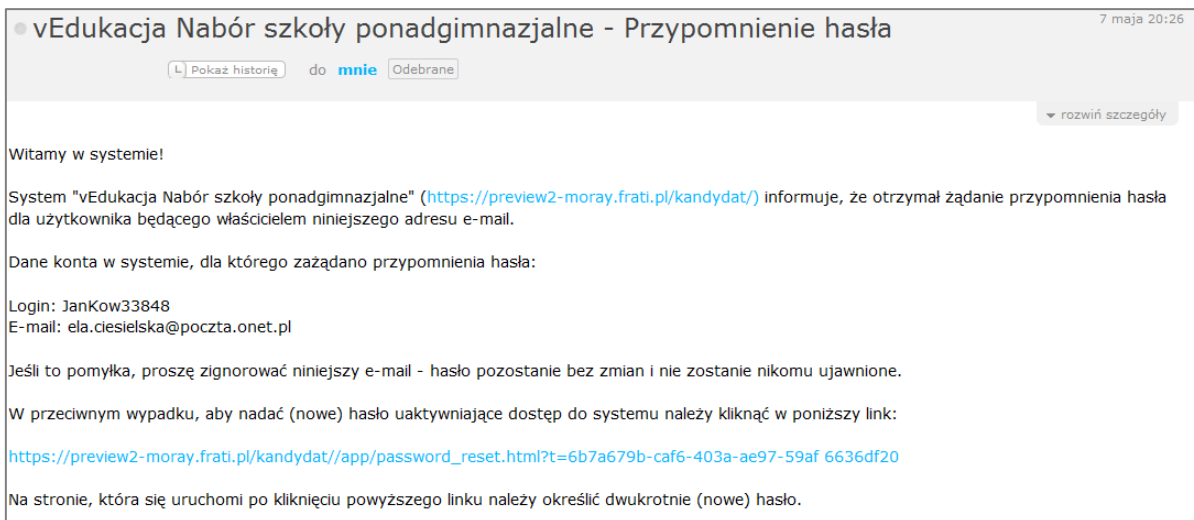 vEdukacja Nabór szkoły ponadgimnazjalne - Przypomnienie hasła
7 maja 20:26
Pokaż historię do mnie Odebrane
rozwiń szczegóły
Witamy w systemie!
System "vEdukacja Nabór szkoły ponadgimnazjalne" (https://preview2-moray.frati.pl/kandydat/) informuje, że otrzymał żądanie przypomnienia hasła
dla użytkownika będącego właścicielem niniejszego adresu e-mail.
Dane konta w systemie, dla którego zażądano przypomnienia hasła:
Login: JanKow33848
E-mail: ela.ciesielska@poczta.onet.pl
Jeśli to pomyłka, proszę zignorować niniejszy e-mail - hasło pozostanie bez zmian i nie zostanie nikomu ujawnione.
W przeciwnym wypadku, aby nadać (nowe) hasło uaktywniające dostęp do systemu należy kliknąć w poniższy link:
https://preview2-moray.frati.pl/kandydat//app/password_reset.html?t=6b7a679b-caf6-403a-ae97-59af 6636df20
Na stronie, która się uruchomi po kliknięciu powyższego linku należy określić dwukrotnie (nowe) hasło.